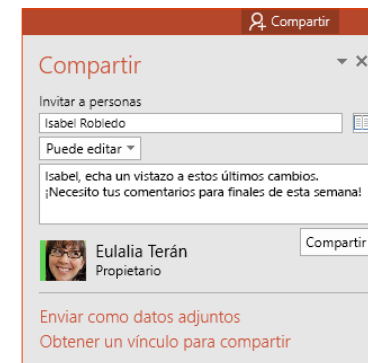 Compartir
Compartir
Invitar a personas
Isabel Robledo
Puede editar
Isabel, echa un vistazo a estos últimos cambios.
¡Necesito tus comentarios para finales de esta semana!
Compartir
Eulalia Terán
Propietario
Enviar como datos adjuntos
Obtener un vínculo para compartir